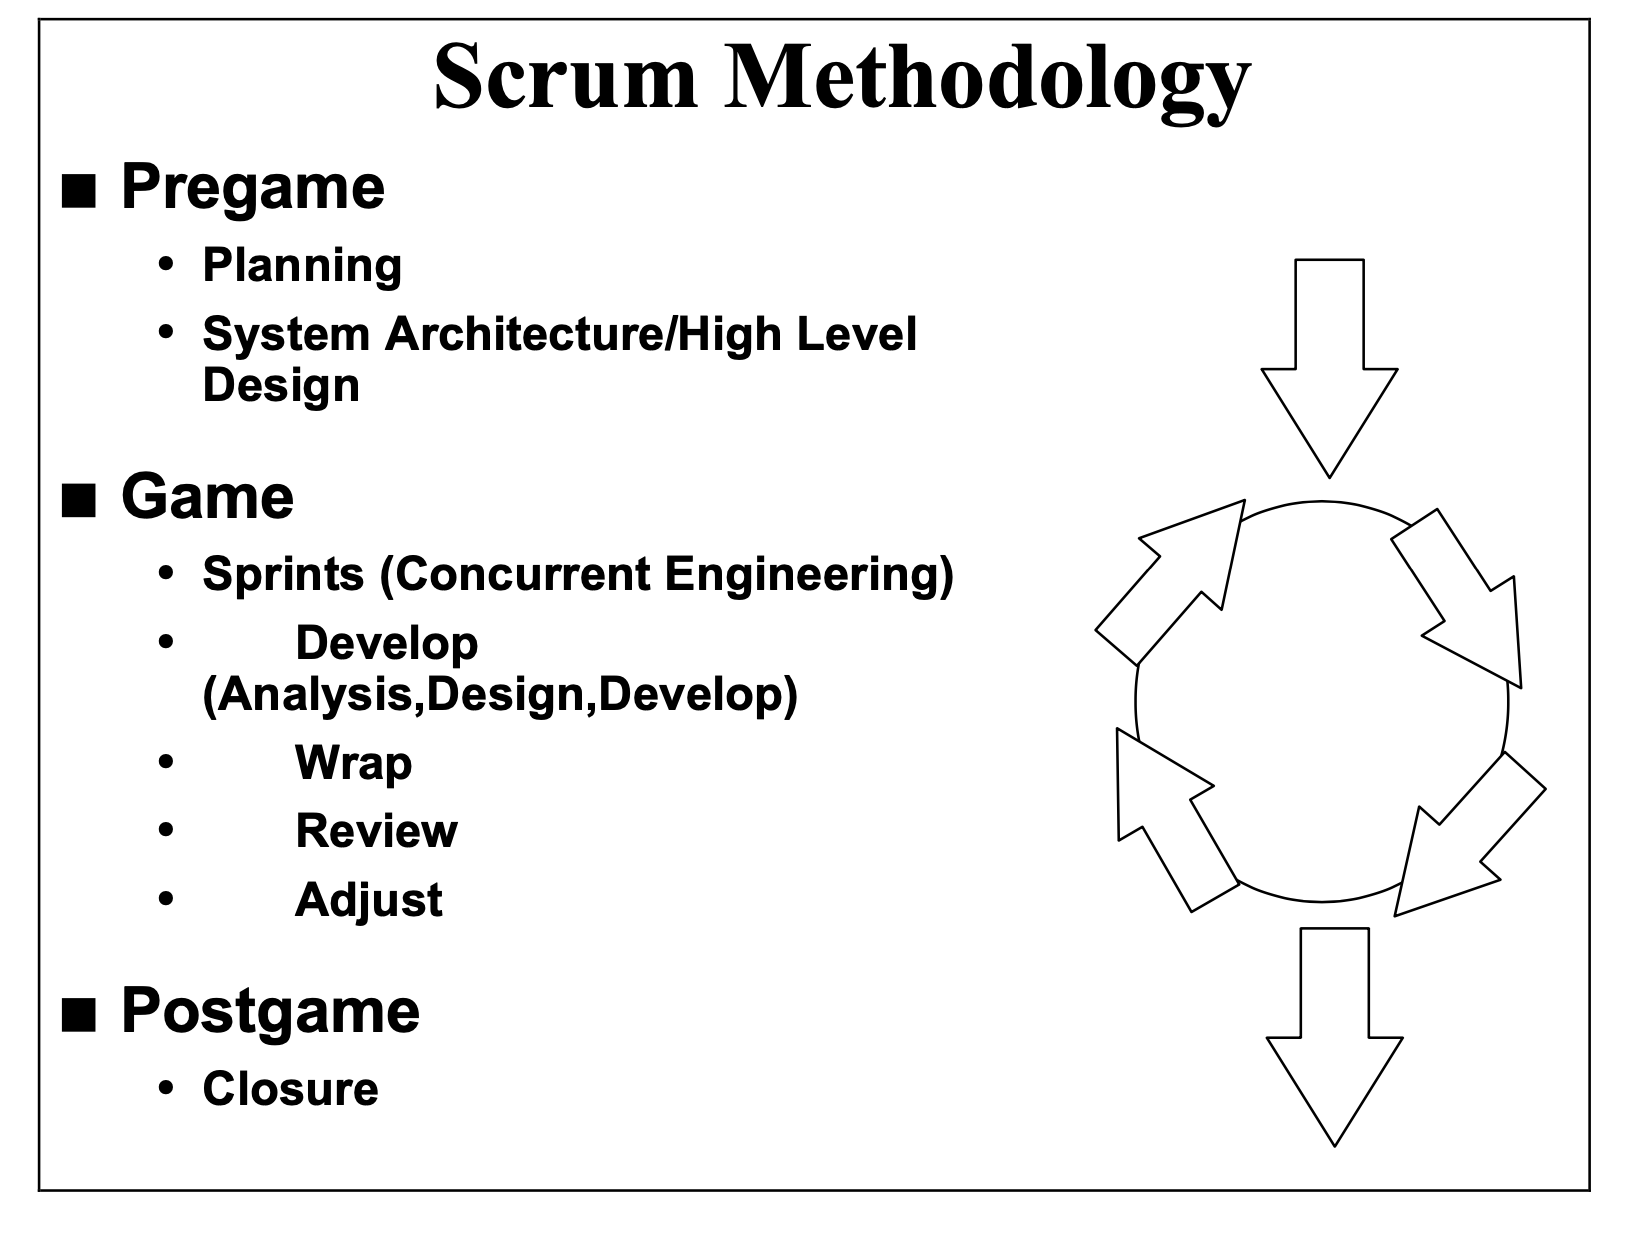 Scrum Methodology
■ Pregame
• Planning
• System Architecture/High Level
Design
■ Game
• Sprints (Concurrent Engineering)
• Develop
(Analysis,Design,Develop)
• Wrap
• Review
• Adjust
■ Postgame
• Closure